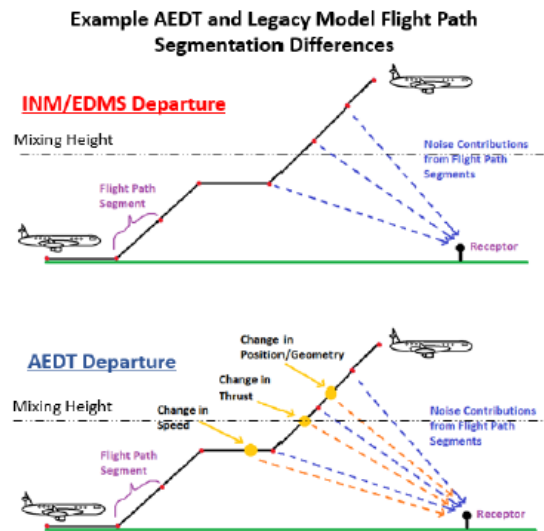 Example AEDT and Legacy Model Flight Path
Segmentation Differences
INM/EDMS Departure
Mixing Height
Noise Contributions
from Flight Path
Segments
Flight Path
Segment
Receptor
Change in
Position/Geometry
AEDT Departure
Change in
Thrust
Mixing Height
Change in
Speed
Noise Contributions
from Flight Path
Segments
Flight Path
Segment
Receptor